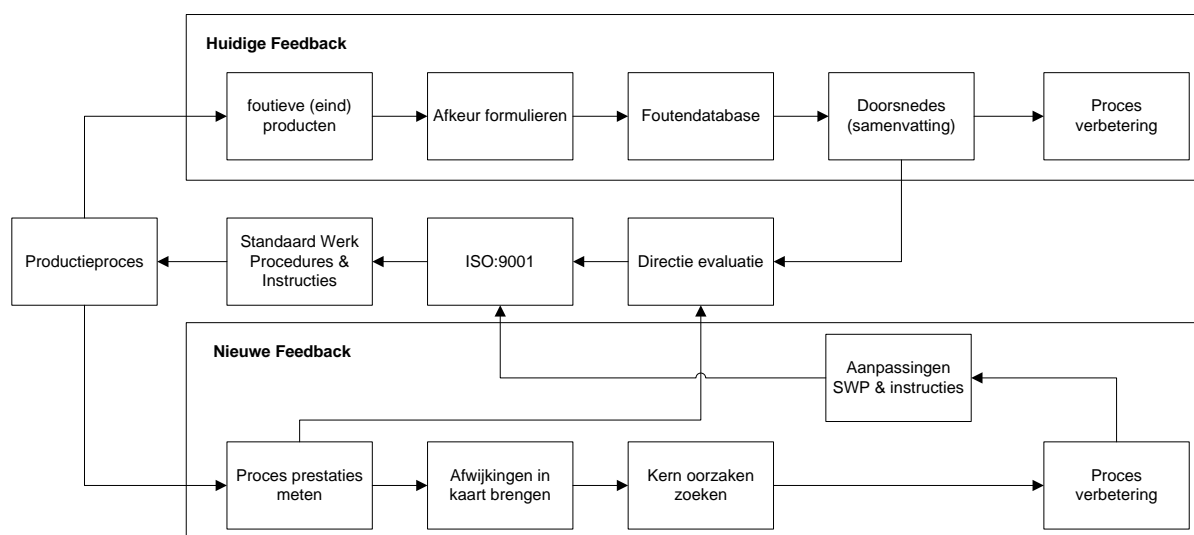 Huidige Feedback
foutieve (eind)
producten
Afkeur formulieren
Foutendatabase
Doorsnedes
(samenvatting)
Proces
verbetering
Productieproces
Standaard Werk
Procedures &
Instructies
ISO:9001
Directie evaluatie
Nieuwe Feedback
Aanpassingen
SWP & instructies
Proces prestaties
meten
Afwijkingen in
kaart brengen
Kern oorzaken
zoeken
Proces
verbetering